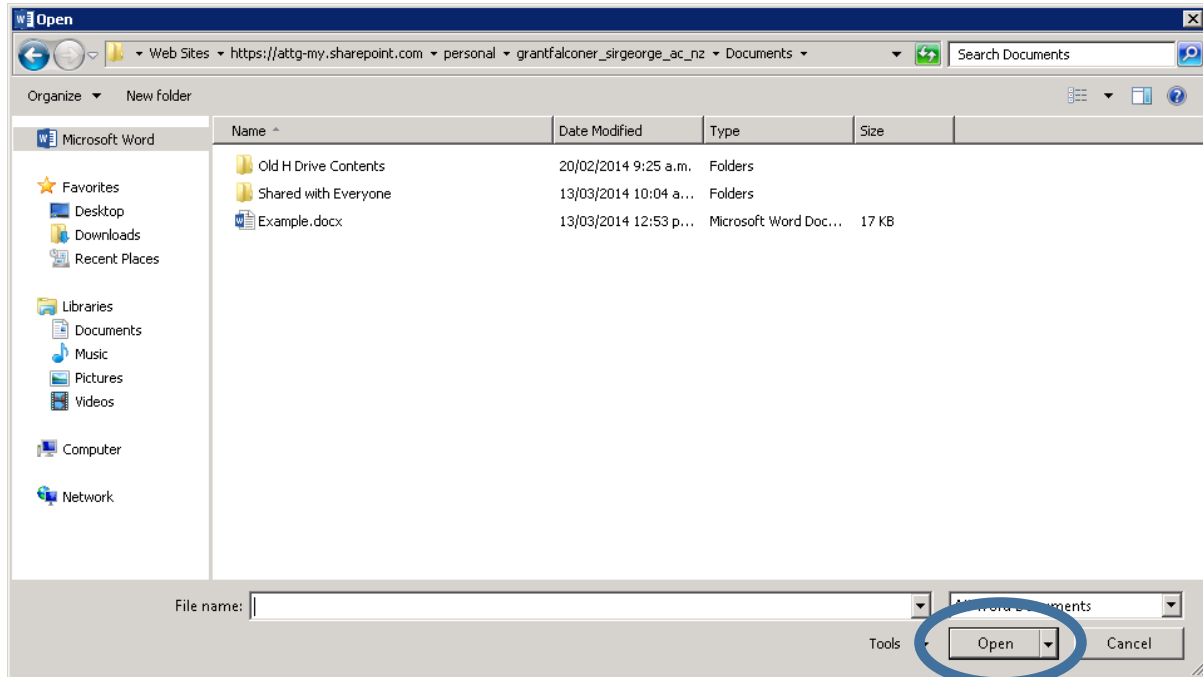 Open
Web Sites https://attg-my.sharepoint.com personal grantfalconer_sirgeorge_ac_nz Documents Search Documents
Organize New folder
Microsoft Word
Favorites
Desktop
Downloads
Recent Places
Libraries
Documents
Music
Pictures
Videos
Computer
Network
Name Date Modified Type Size
Old H Drive Contents 20/02/2014 9:25 a.m. Folders
Shared with Everyone 13/03/2014 10:04 a... Folders
Example.docx 13/03/2014 12:53 p... Microsoft Word Doc... 17 KB
File name: All Word Documents
Tools Open Cancel